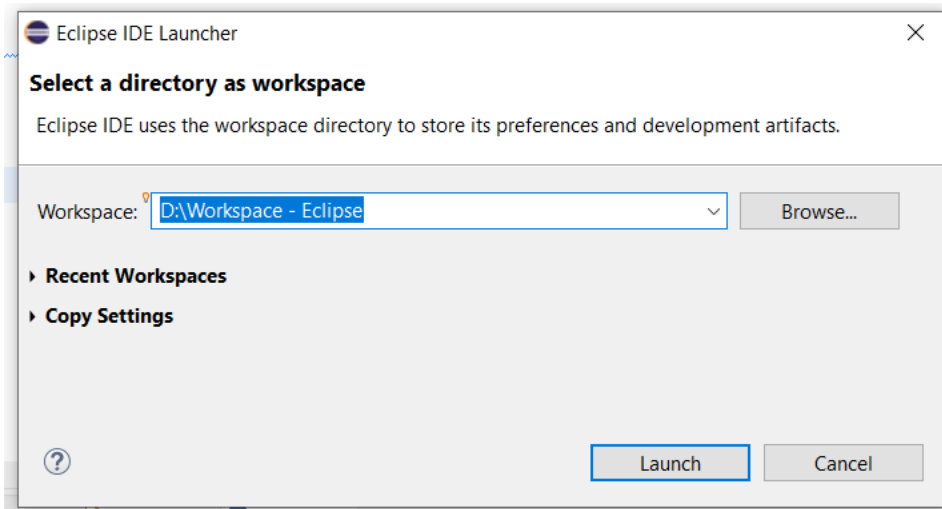 Eclipse IDE Launcher
Select a directory as workspace
Eclipse IDE uses the workspace directory to store its preferences and development artifacts.
Workspace: D:\Workspace - Eclipse Browse...
Recent Workspaces
Copy Settings
? Launch Cancel